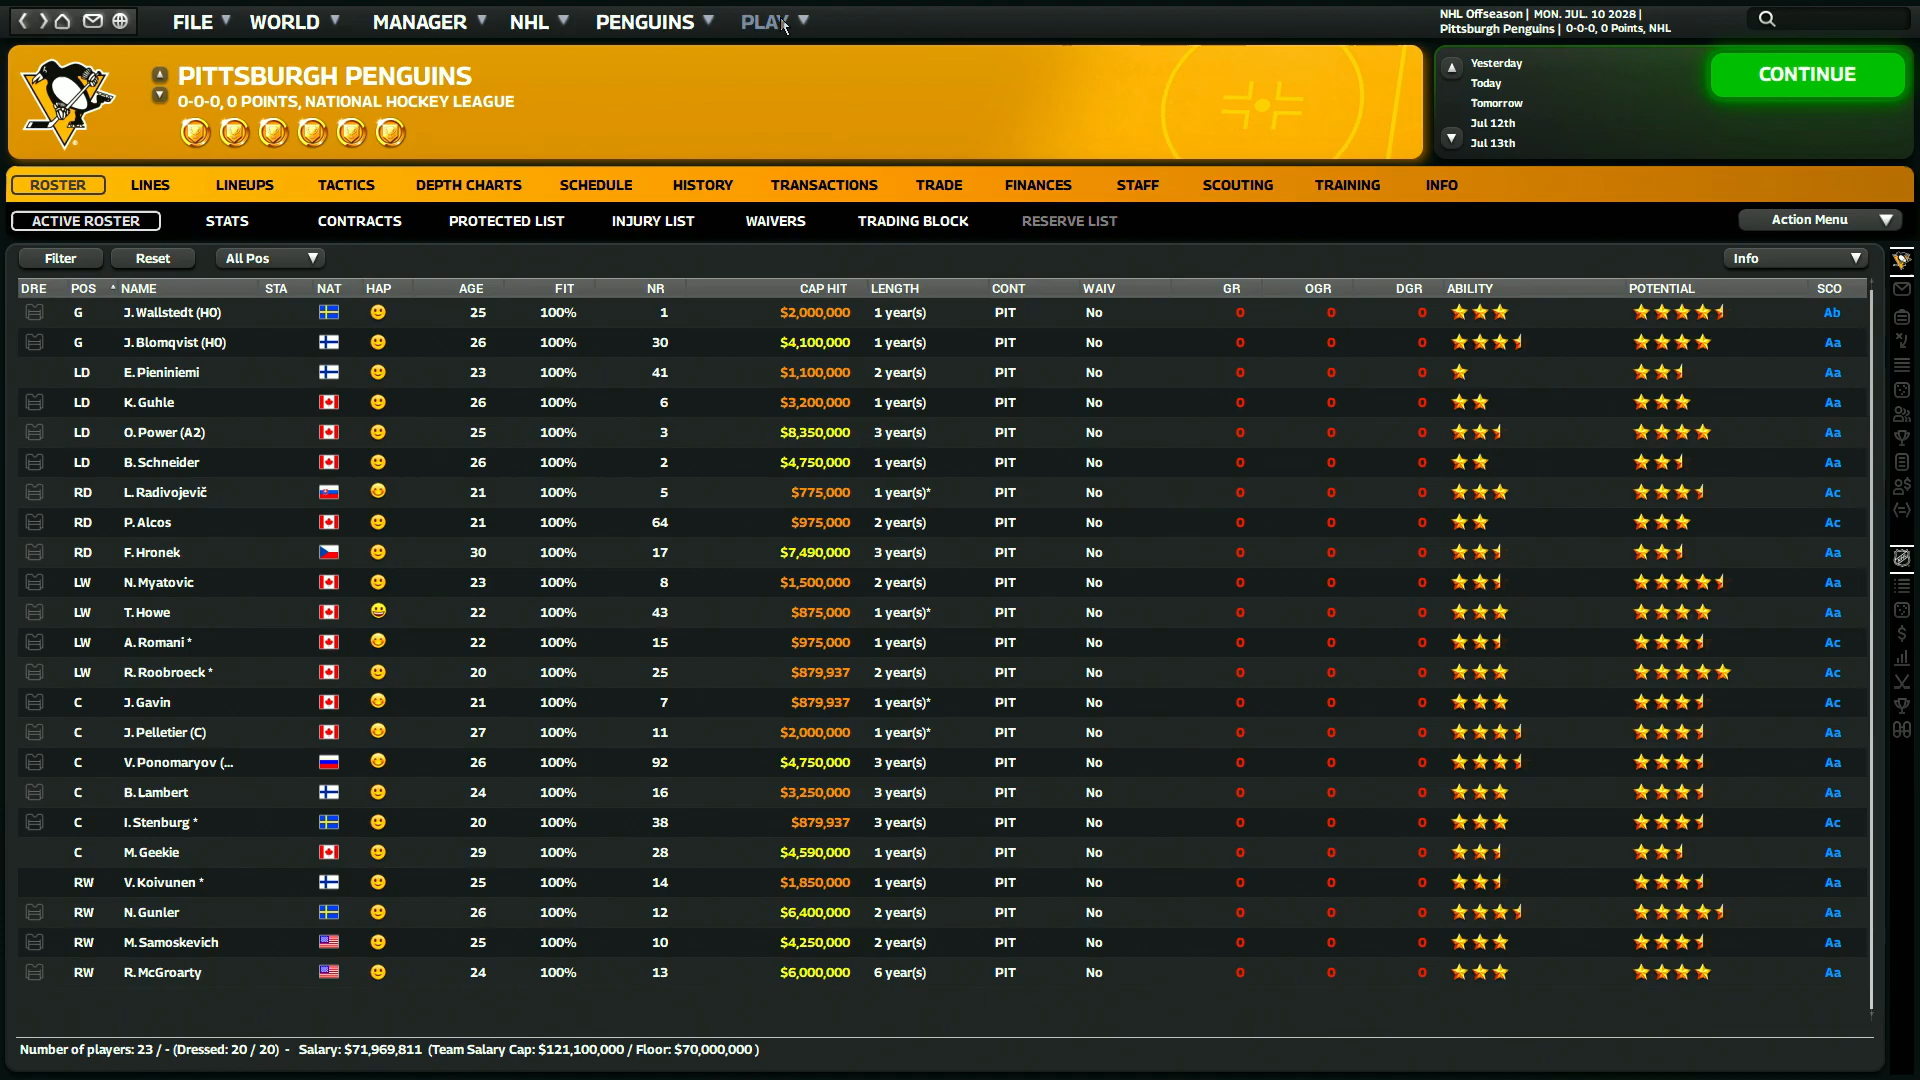 FILE WORLD MANAGER NHL PENGUINS PLAY
NHL Offseason | MON. JUL. 10 2028 |
Pittsburgh Penguins | 0-0-0, 0 Points, NHL
PITTSBURGH PENGUINS
0-0-0, 0 POINTS, NATIONAL HOCKEY LEAGUE
Yesterday
Today
Tomorrow
Jul 12th
Jul 13th
CONTINUE
ROSTER LINES LINEUPS TACTICS DEPTH CHARTS SCHEDULE HISTORY TRANSACTIONS TRADE FINANCES STAFF SCOUTING TRAINING INFO
ACTIVE ROSTER STATS CONTRACTS PROTECTED LIST INJURY LIST WAIVERS TRADING BLOCK RESERVE LIST Action Menu
Filter Reset All Pos Info
DRE POS NAME STA NAT HAP AGE FIT NR CAP HIT LENGTH CONT WAIV GR OGR DGR ABILITY POTENTIAL SCO
G J. Wallstedt (H0) 25 100% 1 $2,000,000 1 year(s) PIT No 0 0 0 Ab
G J. Blomqvist (H0) 26 100% 30 $4,100,000 1 year(s) PIT No 0 0 0 Aa
LD E. Pieniniemi 23 100% 41 $1,100,000 2 year(s) PIT No 0 0 0 Aa
LD K. Guhle 26 100% 6 $3,200,000 1 year(s) PIT No 0 0 0 Aa
LD O. Power (A2) 25 100% 3 $8,350,000 3 year(s) PIT No 0 0 0 Aa
LD B. Schneider 26 100% 2 $4,750,000 1 year(s) PIT No 0 0 0 Aa
RD L. Radivojevič 21 100% 5 $775,000 1 year(s)* PIT No 0 0 0 Ac
RD P. Alcos 21 100% 64 $975,000 2 year(s) PIT No 0 0 0 Ac
RD F. Hronek 30 100% 17 $7,490,000 3 year(s) PIT No 0 0 0 Aa
LW N. Myatovic 23 100% 8 $1,500,000 2 year(s) PIT No 0 0 0 Aa
LW T. Howe 22 100% 43 $875,000 1 year(s)* PIT No 0 0 0 Aa
LW A. Romani * 22 100% 15 $975,000 1 year(s) PIT No 0 0 0 Ac
LW R. Roobroeck * 20 100% 25 $879,937 2 year(s) PIT No 0 0 0 Ac
C J. Gavin 21 100% 7 $879,937 1 year(s)* PIT No 0 0 0 Ac
C J. Pelletier (C) 27 100% 11 $2,000,000 1 year(s)* PIT No 0 0 0 Aa
C V. Ponomaryov (... 26 100% 92 $4,750,000 3 year(s) PIT No 0 0 0 Aa
C B. Lambert 24 100% 16 $3,250,000 3 year(s) PIT No 0 0 0 Aa
C I. Stenburg * 20 100% 38 $879,937 3 year(s) PIT No 0 0 0 Ac
C M. Geekie 29 100% 28 $4,590,000 1 year(s) PIT No 0 0 0 Aa
RW V. Koivunen * 25 100% 14 $1,850,000 1 year(s) PIT No 0 0 0 Aa
RW N. Gunler 26 100% 12 $6,400,000 2 year(s) PIT No 0 0 0 Aa
RW M. Samoskevich 25 100% 10 $4,250,000 2 year(s) PIT No 0 0 0 Aa
RW R. McGroarty 24 100% 13 $6,000,000 6 year(s) PIT No 0 0 0 Aa
Number of players: 23 / - (Dressed: 20 / 20) - Salary: $71,969,811 (Team Salary Cap: $121,100,000 / Floor: $70,000,000 )